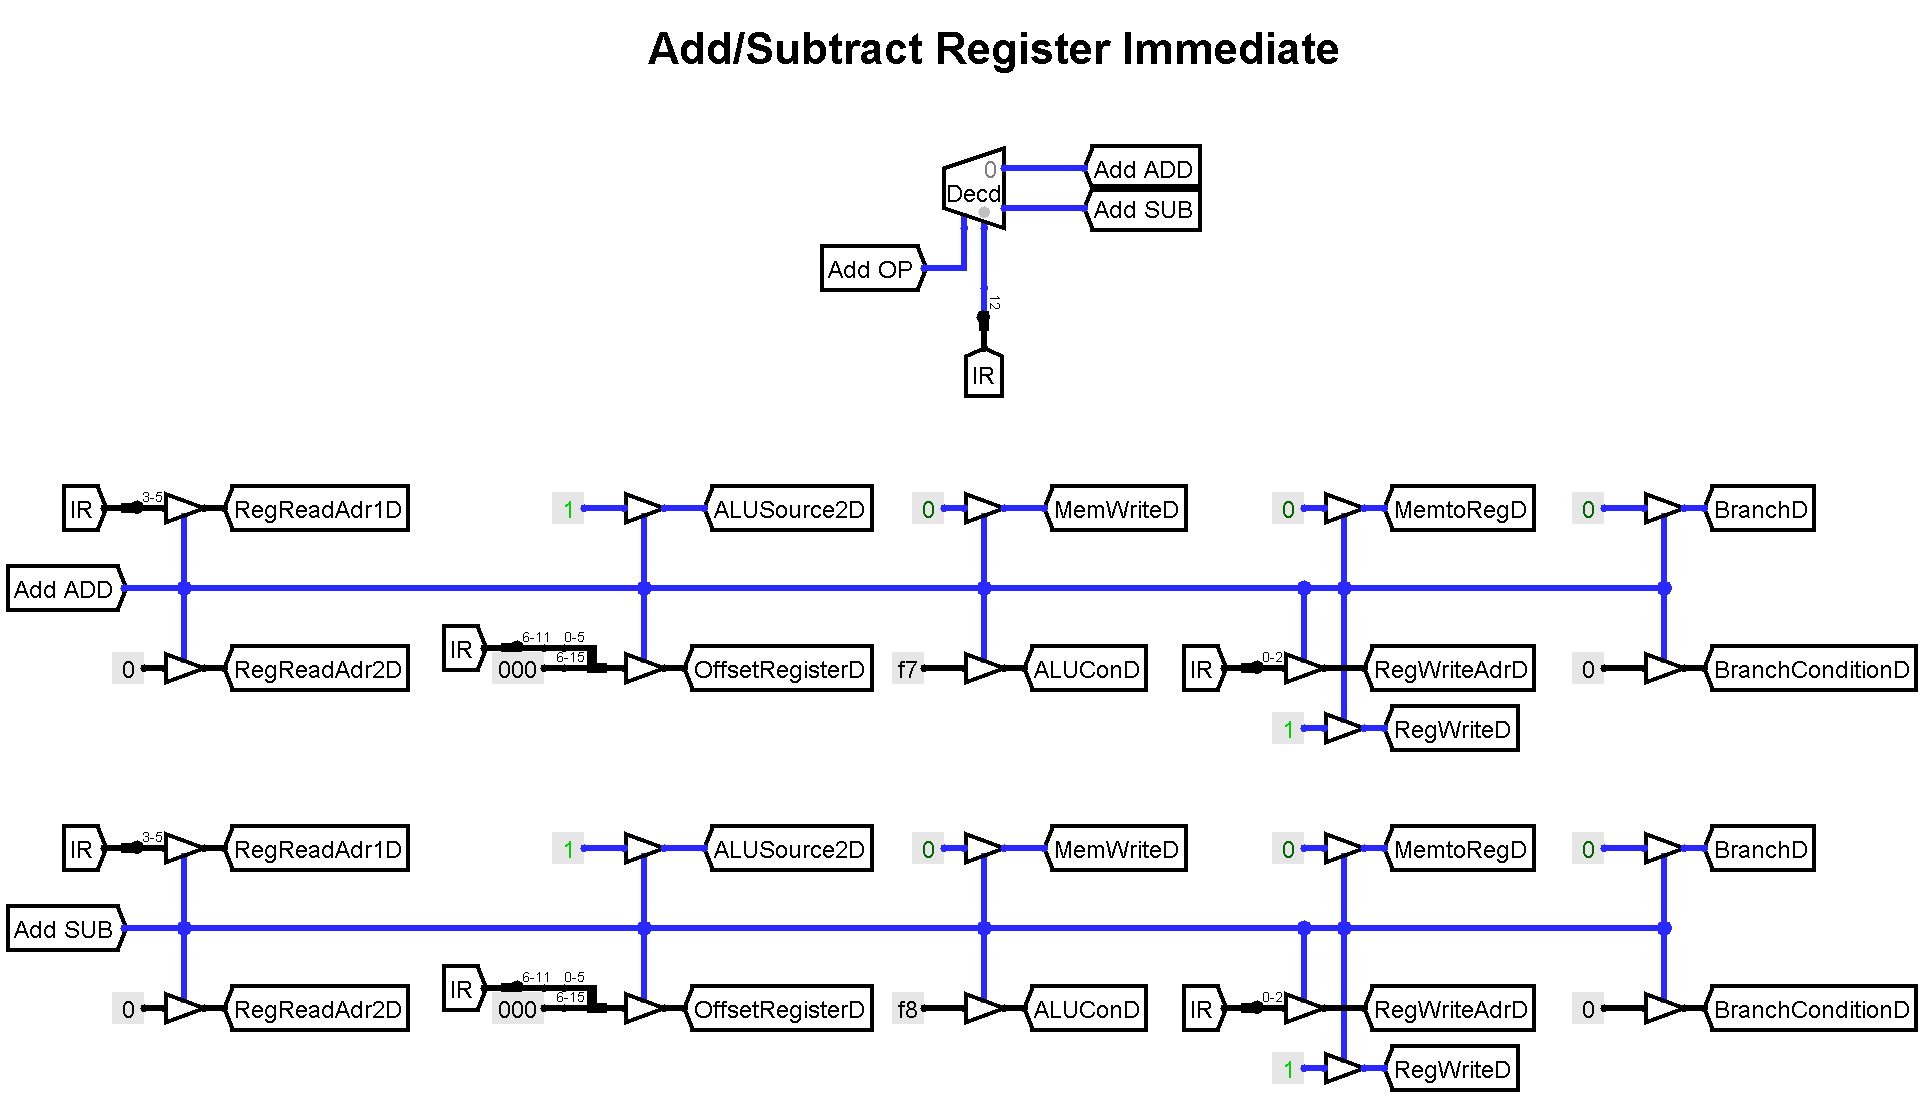 Add/Subtract Register Immediate
0 Add ADD
Decd
Add SUB
Add OP
12
IR
IR 3-5 RegReadAdr1D 1 ALUSource2D 0 MemWriteD 0 MemtoRegD 0 BranchD
Add ADD
IR 6-11 0-5
0 RegReadAdr2D 000 6-15 OffsetRegisterD f7 ALUConD IR 0-2 RegWriteAdrD 0 BranchConditionD
1 RegWriteD
IR 3-5 RegReadAdr1D 1 ALUSource2D 0 MemWriteD 0 MemtoRegD 0 BranchD
Add SUB
IR 6-11 0-5
0 RegReadAdr2D 000 6-15 OffsetRegisterD f8 ALUConD IR 0-2 RegWriteAdrD 0 BranchConditionD
1 RegWriteD